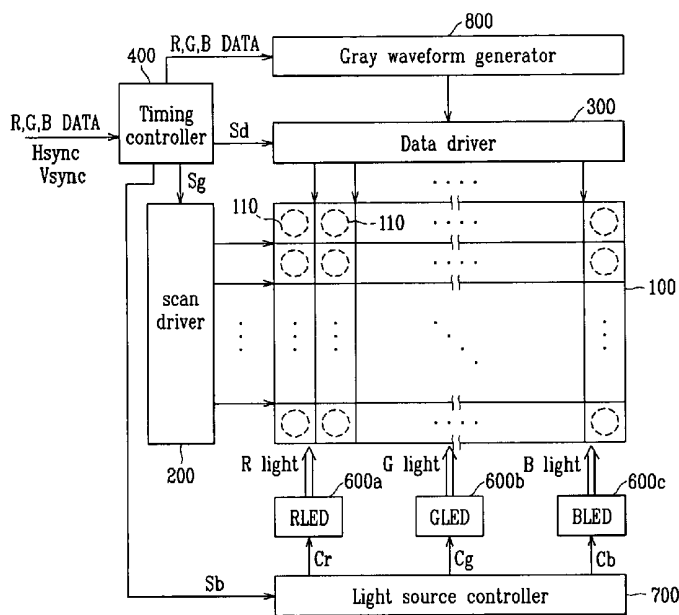 800
R,G,B DATA
400
Gray waveform generator
300
R,G,B DATA
Timing
controller
Sd
Data driver
Hsync
Vsync
Sg
110
110
100
scan
driver
200
R light
G light
B light
600a
600b
600c
RLED
GLED
BLED
Cr
Cg
Cb
Sb
Light source controller
700